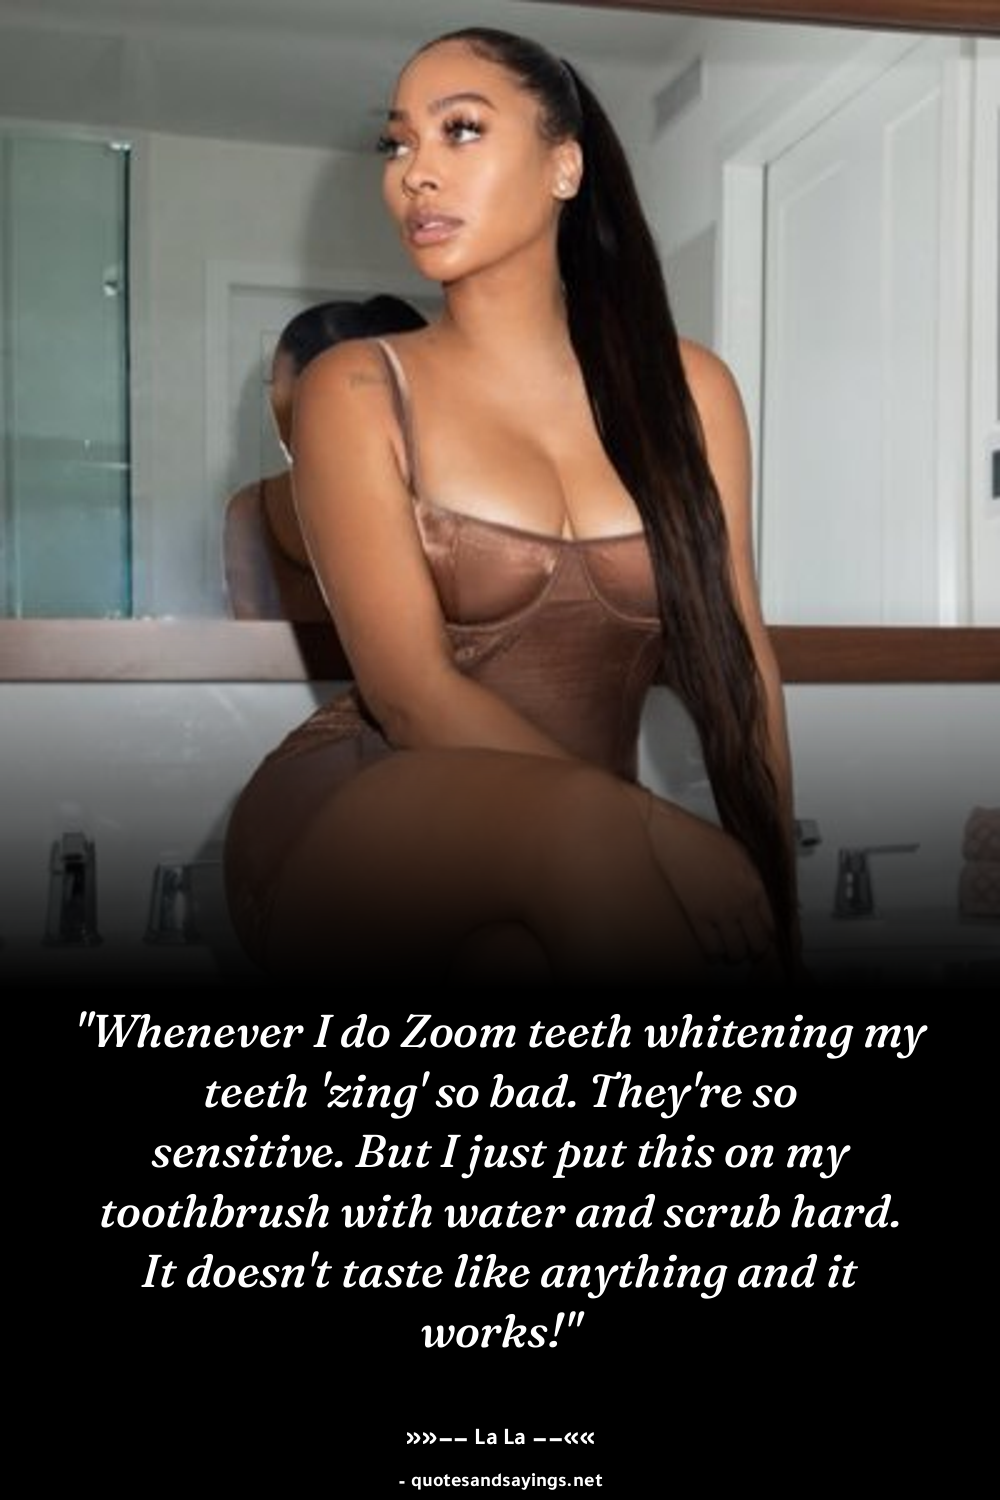 "Whenever I do Zoom teeth whitening my
teeth 'zing' so bad. They're so
sensitive. But I just put this on my
toothbrush with water and scrub hard.
It doesn't taste like anything and it
works!"
»»−− La La −−««
- quotesandsayings.net